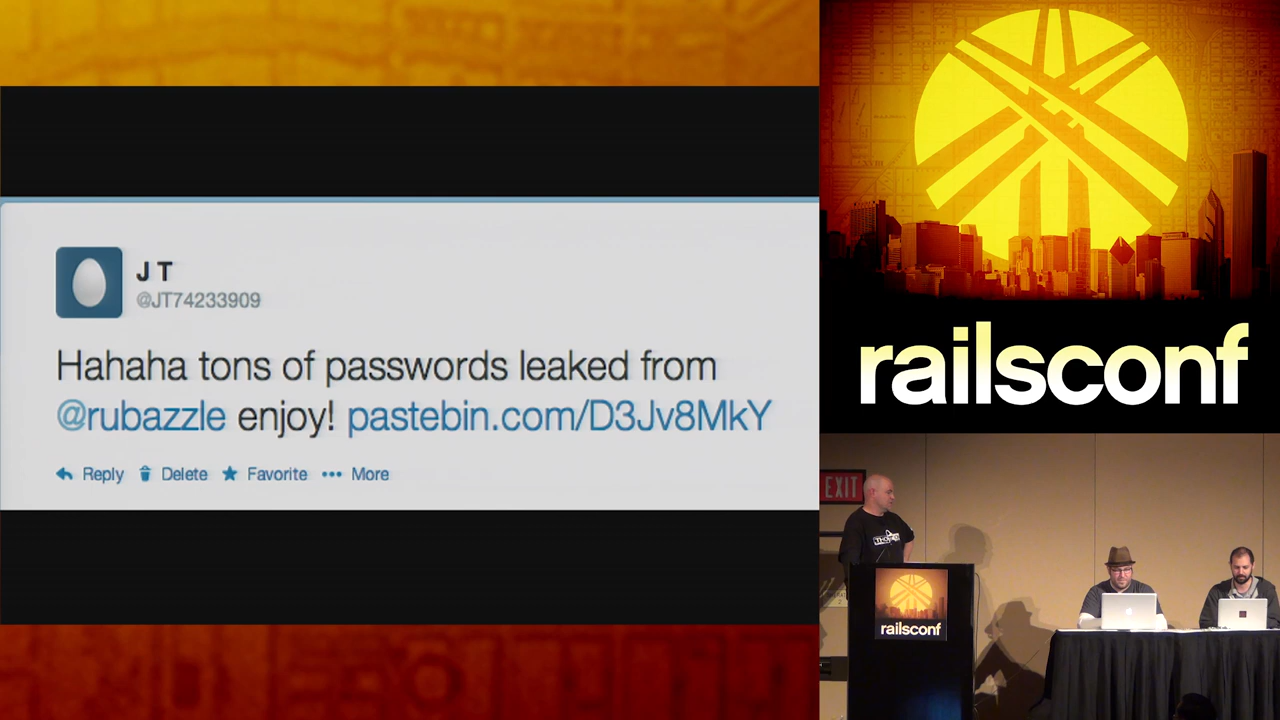 J T
@JT74233909
Hahaha tons of passwords leaked from
@rubazzle enjoy! pastebin.com/D3Jv8MkY
Reply Delete Favorite More
railsconf
EXIT
railsconf